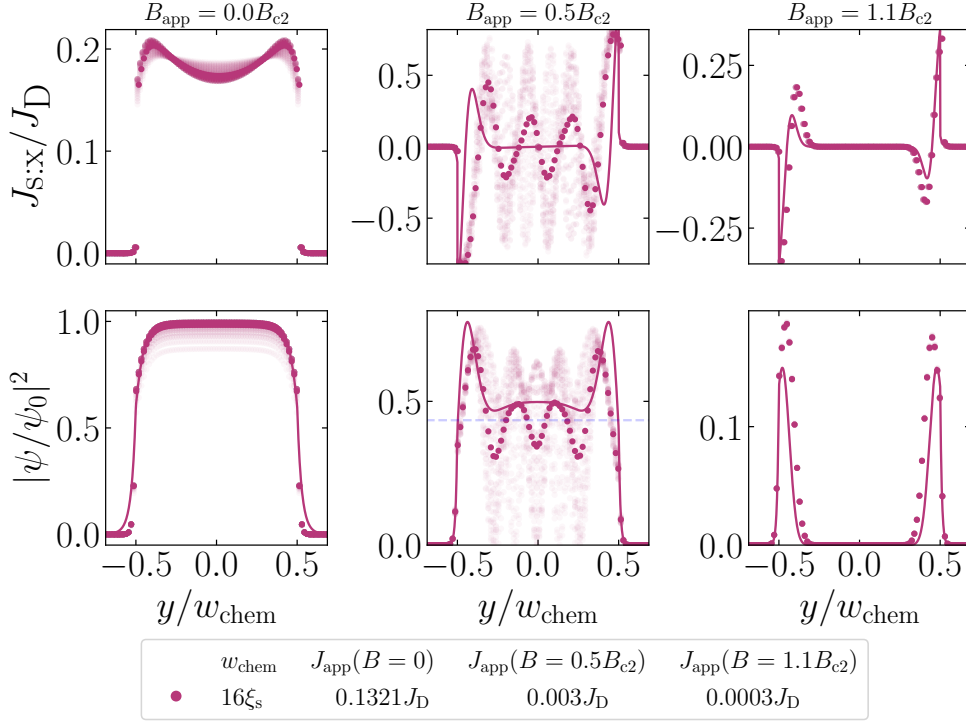 B_app = 0.0B_c2 B_app = 0.5B_c2 B_app = 1.1B_c2
J_s:x/J_D
0.2
0.1
0.0
0.5
0.0
−0.5
0.25
0.00
−0.25
|ψ/ψ_0|^2
1.0
0.5
0.0
0.5
0.0
0.1
−0.5 0.0 0.5 −0.5 0.0 0.5 −0.5 0.0 0.5
y/w_chem y/w_chem y/w_chem
w_chem J_app(B = 0) J_app(B = 0.5B_c2) J_app(B = 1.1B_c2)
16ξ_s 0.1321J_D 0.003J_D 0.0003J_D